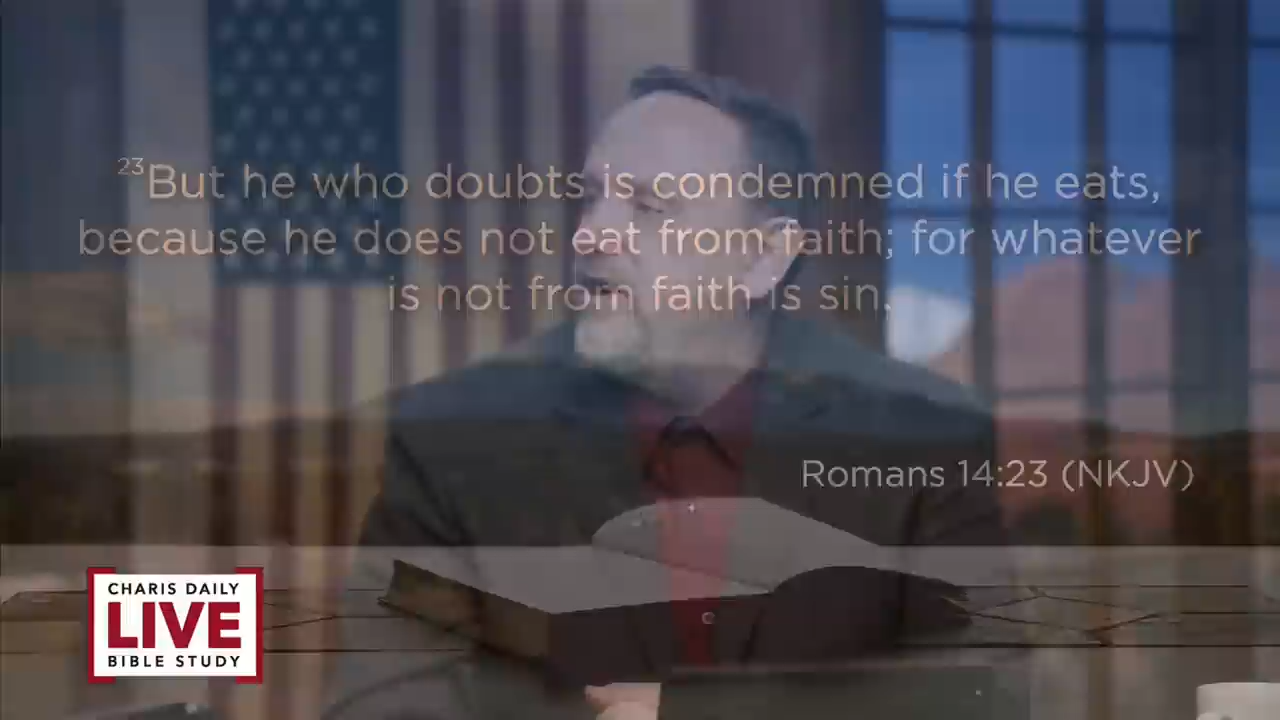 23But he who doubts is condemned if he eats,
because he does not eat from faith; for whatever
is not from faith is sin.
Romans 14:23 (NKJV)
CHARIS DAILY
LIVE
BIBLE STUDY